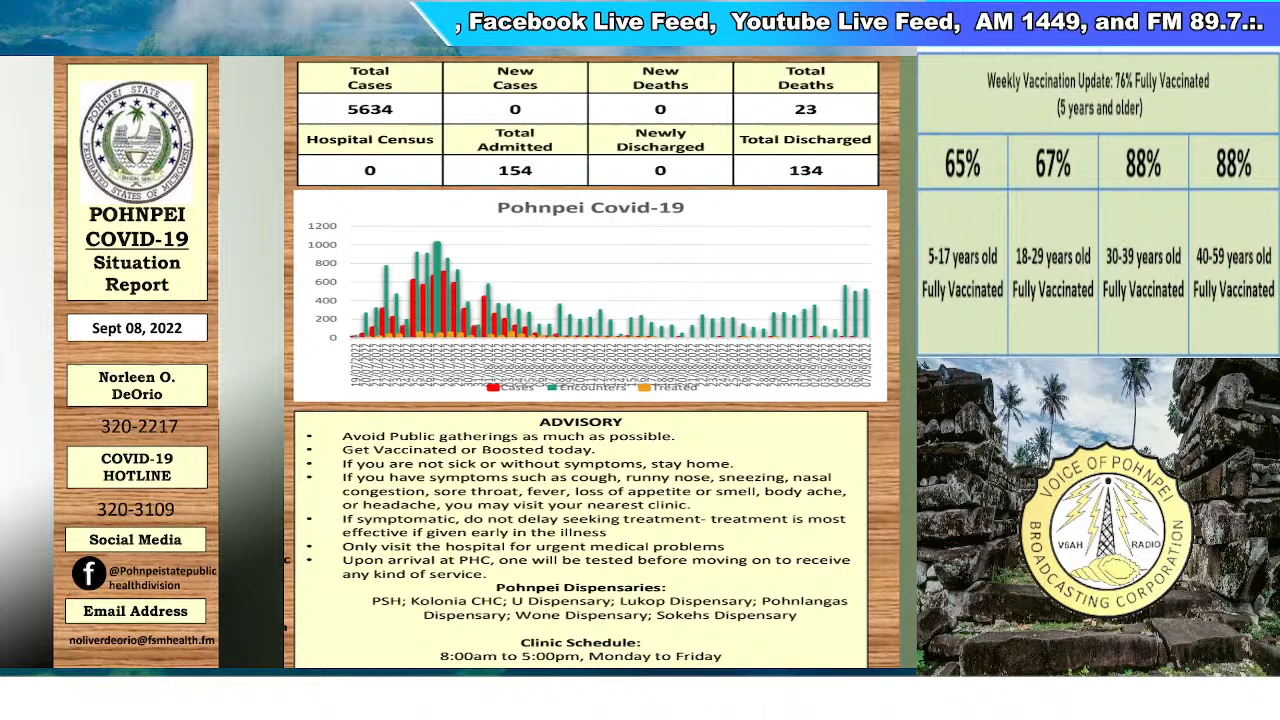 , Facebook Live Feed, Youtube Live Feed, AM 1449, and FM 89.7.:.
POHNPEI STATE SEAL
FEDERATED STATES OF MICRONESIA
POHNPEI
COVID-19
Situation
Report
Sept 08, 2022
Norleen O.
DeOrio
320-2217
COVID-19
HOTLINE
320-3109
Social Media
f
@Pohnpeistatepublic
healthdivision
Email Address
noliverdeorio@fsmhealth.fm
Total Cases
New Cases
New Deaths
Total Deaths
5634
0
0
23
Hospital Census
Total Admitted
Newly Discharged
Total Discharged
0
154
0
134
Pohnpei Covid-19
1200
1000
800
600
400
200
0
Cases Encounters Treated
ADVISORY
• Avoid Public gatherings as much as possible.
• Get Vaccinated or Boosted today.
• If you are not sick or without symptoms, stay home.
• If you have symptoms such as cough, runny nose, sneezing, nasal
congestion, sore throat, fever, loss of appetite or smell, body ache,
or headache, you may visit your nearest clinic.
• If symptomatic, do not delay seeking treatment- treatment is most
effective if given early in the illness
• Only visit the hospital for urgent medical problems
• Upon arrival at PHC, one will be tested before moving on to receive
any kind of service.
Pohnpei Dispensaries:
PSH; Kolonia CHC; U Dispensary; Lukop Dispensary; Pohnlangas
Dispensary; Wone Dispensary; Sokehs Dispensary
Clinic Schedule:
8:00am to 5:00pm, Monday to Friday
Weekly Vaccination Update: 76% Fully Vaccinated
(5 years and older)
65%
67%
88%
88%
5-17 years old
Fully Vaccinated
18-29 years old
Fully Vaccinated
30-39 years old
Fully Vaccinated
40-59 years old
Fully Vaccinated
VOICE OF POHNPEI
V6AH RADIO
BROADCASTING CORPORATION